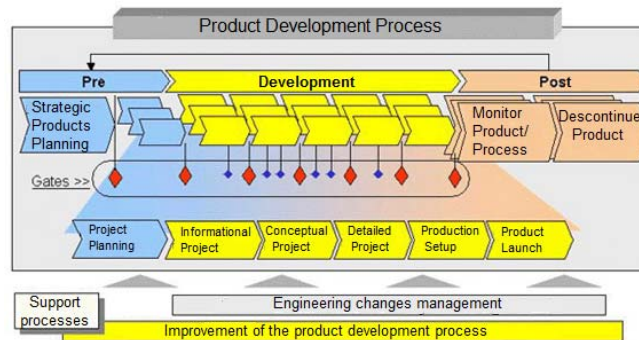 Product Development Process
Pre
Development
Post
Strategic
Products
Planning
Monitor
Product/
Process
Descontinue
Product
Gates >>
Project
Planning
Informational
Project
Conceptual
Project
Detailed
Project
Production
Setup
Product
Launch
Support
processes
Engineering changes management
Improvement of the product development process